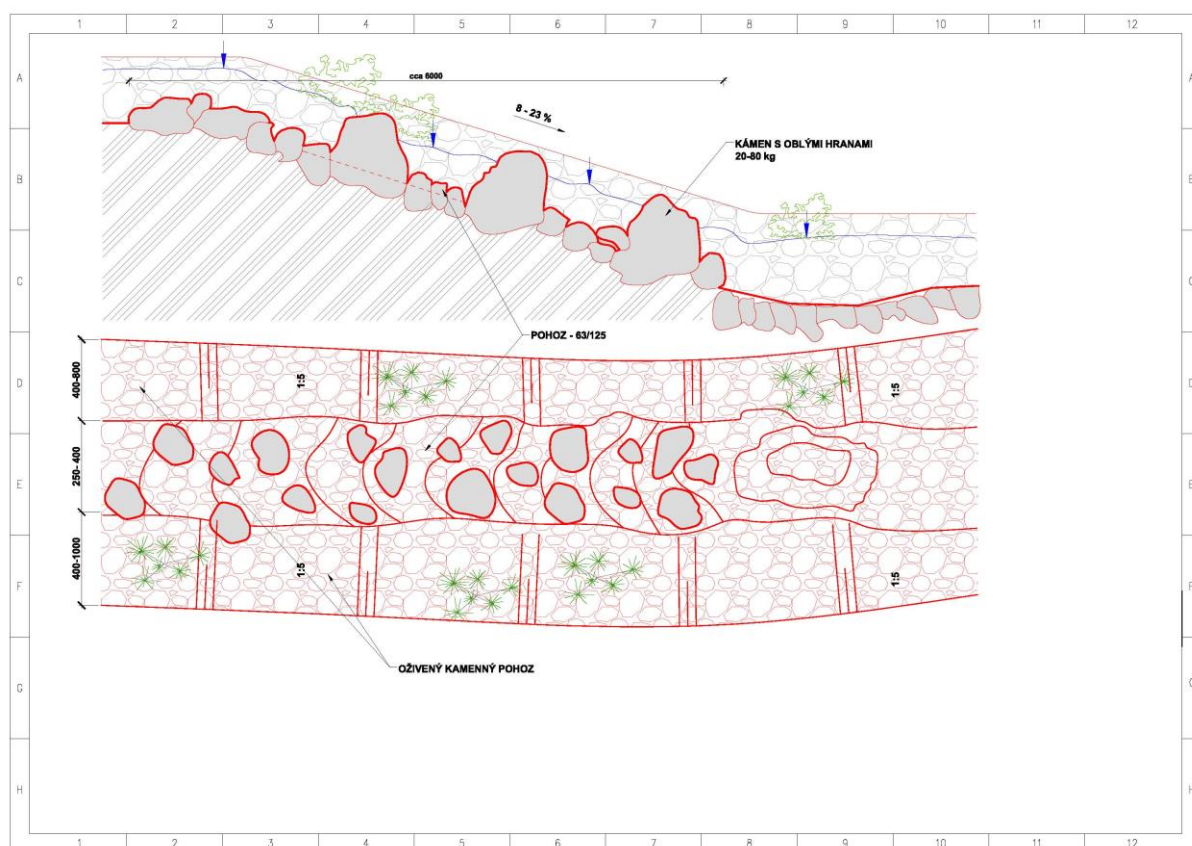 1 2 3 4 5 6 7 8 9 10 11 12
A A
cca 6000
8 - 23 %
KÁMEN S OBLÝMI HRANAMI
20-80 kg
B B
C C
POHOZ - 63/125
D D
400-800
1:5 1:5
E E
250- 400
F F
400-1000
1:5 1:5
OŽIVENÝ KAMENNÝ POHOZ
G G
H H
1 2 3 4 5 6 7 8 9 10 11 12